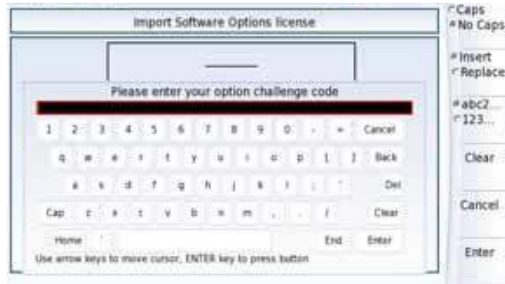 Import Software Options license
Please enter your option challenge code
1 2 3 4 5 6 7 8 9 0 - = Cancel
q w e r t y u i o p [ ] Back
a s d f g h j k l ; ' Del
Cap z x c v b n m , . / Clear
Home ` End Enter
Use arrow keys to move cursor, ENTER key to press button
Caps
No Caps
Insert
Replace
abc2...
123...
Clear
Cancel
Enter